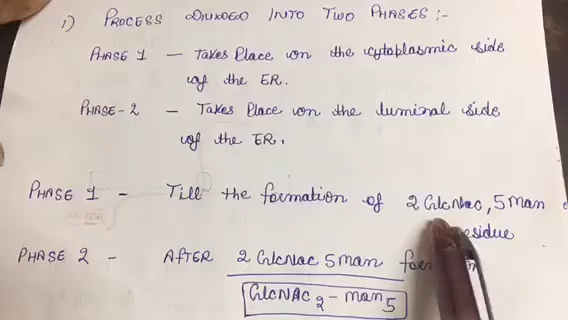 i) PROCESS DIVIDED INTO TWO PHASES :-
PHASE 1 - Takes Place on the cytoplasmic side
of the ER.
PHASE-2 - Takes Place on the luminal side
of the ER.
PHASE 1 - Till the formation of 2 GlcNac, 5 Man
PHASE 2 - AFTER 2 GlcNac 5 Man
GlcNAC2 - man5